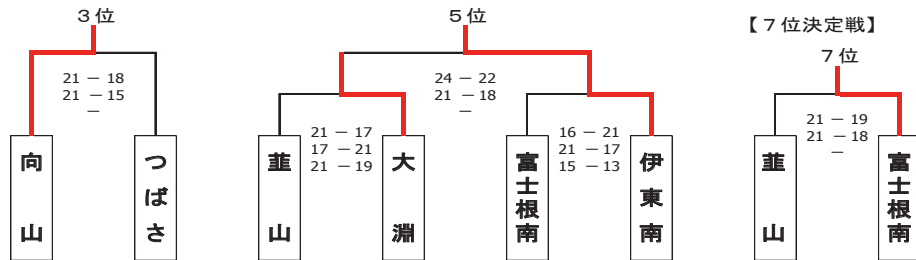 3位
21 － 18
21 － 15
－
向山
つばさ
5位
24 － 22
21 － 18
－
21 － 17
17 － 21
21 － 19
16 － 21
21 － 17
15 － 13
韮山
大淵
富士根南
伊東南
【7位決定戦】
7位
21 － 19
21 － 18
－
韮山
富士根南